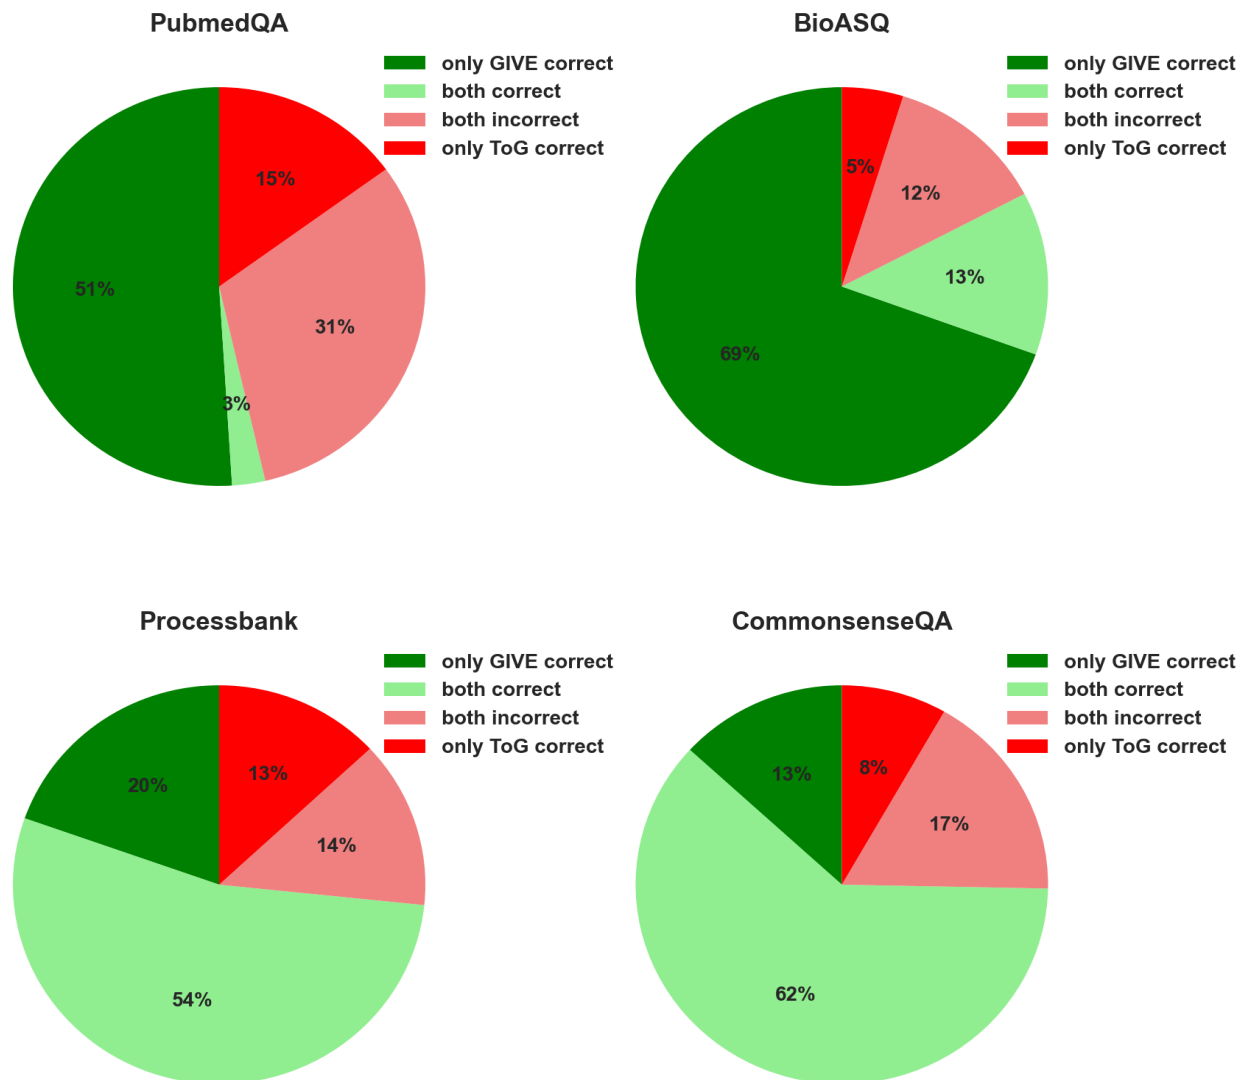 PubmedQA
only GIVE correct
both correct
both incorrect
only ToG correct
15%
51%
31%
3%
BioASQ
only GIVE correct
both correct
both incorrect
only ToG correct
5%
12%
13%
69%
Processbank
only GIVE correct
both correct
both incorrect
only ToG correct
13%
20%
14%
54%
CommonsenseQA
only GIVE correct
both correct
both incorrect
only ToG correct
8%
13%
17%
62%